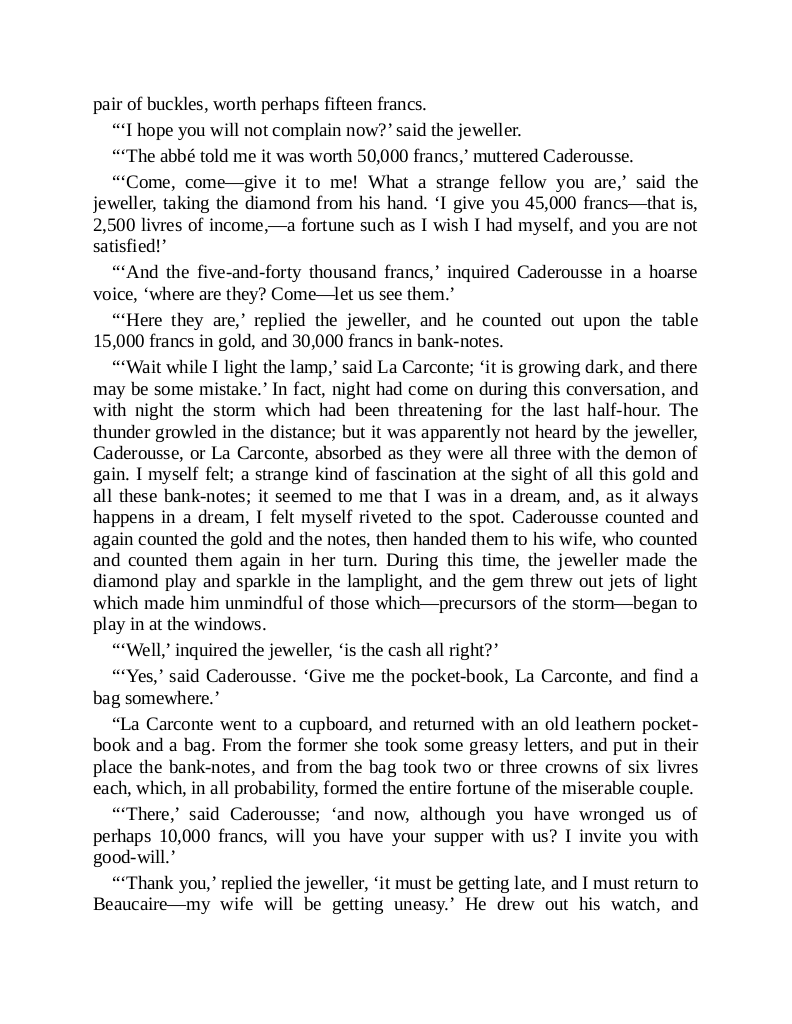 pair of buckles, worth perhaps fifteen francs.
“‘I hope you will not complain now?’ said the jeweller.
“‘The abbé told me it was worth 50,000 francs,’ muttered Caderousse.
“‘Come, come—give it to me! What a strange fellow you are,’ said the
jeweller, taking the diamond from his hand. ‘I give you 45,000 francs—that is,
2,500 livres of income,—a fortune such as I wish I had myself, and you are not
satisfied!’
“‘And the five-and-forty thousand francs,’ inquired Caderousse in a hoarse
voice, ‘where are they? Come—let us see them.’
“‘Here they are,’ replied the jeweller, and he counted out upon the table
15,000 francs in gold, and 30,000 francs in bank-notes.
“‘Wait while I light the lamp,’ said La Carconte; ‘it is growing dark, and there
may be some mistake.’ In fact, night had come on during this conversation, and
with night the storm which had been threatening for the last half-hour. The
thunder growled in the distance; but it was apparently not heard by the jeweller,
Caderousse, or La Carconte, absorbed as they were all three with the demon of
gain. I myself felt; a strange kind of fascination at the sight of all this gold and
all these bank-notes; it seemed to me that I was in a dream, and, as it always
happens in a dream, I felt myself riveted to the spot. Caderousse counted and
again counted the gold and the notes, then handed them to his wife, who counted
and counted them again in her turn. During this time, the jeweller made the
diamond play and sparkle in the lamplight, and the gem threw out jets of light
which made him unmindful of those which—precursors of the storm—began to
play in at the windows.
“‘Well,’ inquired the jeweller, ‘is the cash all right?’
“‘Yes,’ said Caderousse. ‘Give me the pocket-book, La Carconte, and find a
bag somewhere.’
“La Carconte went to a cupboard, and returned with an old leathern pocket-
book and a bag. From the former she took some greasy letters, and put in their
place the bank-notes, and from the bag took two or three crowns of six livres
each, which, in all probability, formed the entire fortune of the miserable couple.
“‘There,’ said Caderousse; ‘and now, although you have wronged us of
perhaps 10,000 francs, will you have your supper with us? I invite you with
good-will.’
“‘Thank you,’ replied the jeweller, ‘it must be getting late, and I must return to
Beaucaire—my wife will be getting uneasy.’ He drew out his watch, and